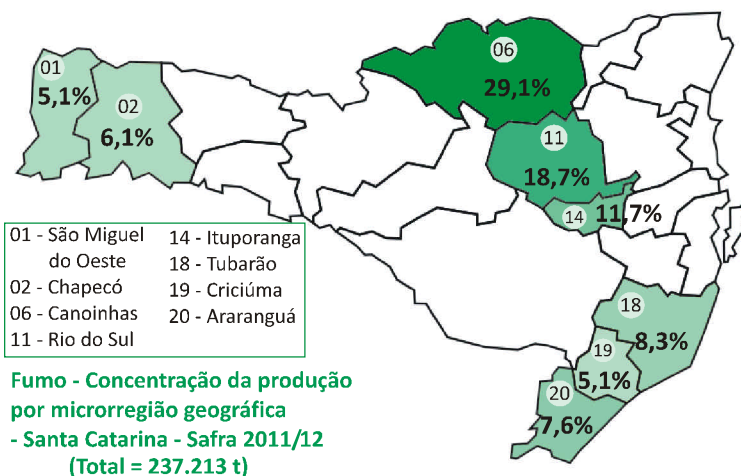 06
29,1%
01
5,1%
02
6,1%
11
18,7%
14
11,7%
18
8,3%
19
5,1%
20
7,6%
01 - São Miguel
do Oeste
02 - Chapecó
06 - Canoinhas
11 - Rio do Sul
14 - Ituporanga
18 - Tubarão
19 - Criciúma
20 - Araranguá
Fumo - Concentração da produção
por microrregião geográfica
- Santa Catarina - Safra 2011/12
(Total = 237.213 t)